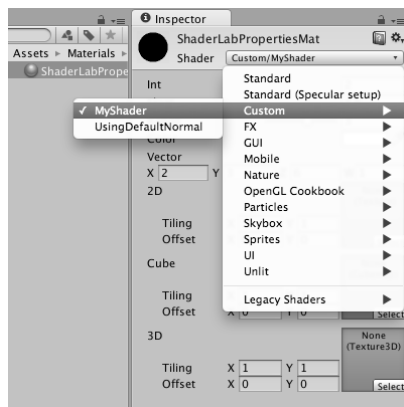 Inspector
ShaderLabPropertiesMat
Shader Custom/MyShader
Assets Materials
ShaderLabPrope
Int
Standard
Standard (Specular setup)
Custom
MyShader
UsingDefaultNormal
FX
GUI
Mobile
Nature
OpenGL Cookbook
Particles
Skybox
Sprites
UI
Unlit
Legacy Shaders
Color
Vector
X 2 Y
2D
Tiling
Offset
Cube
Tiling
Offset X 0 Y 0 Select
3D
None
(Texture3D)
Tiling X 1 Y 1
Offset X 0 Y 0 Select